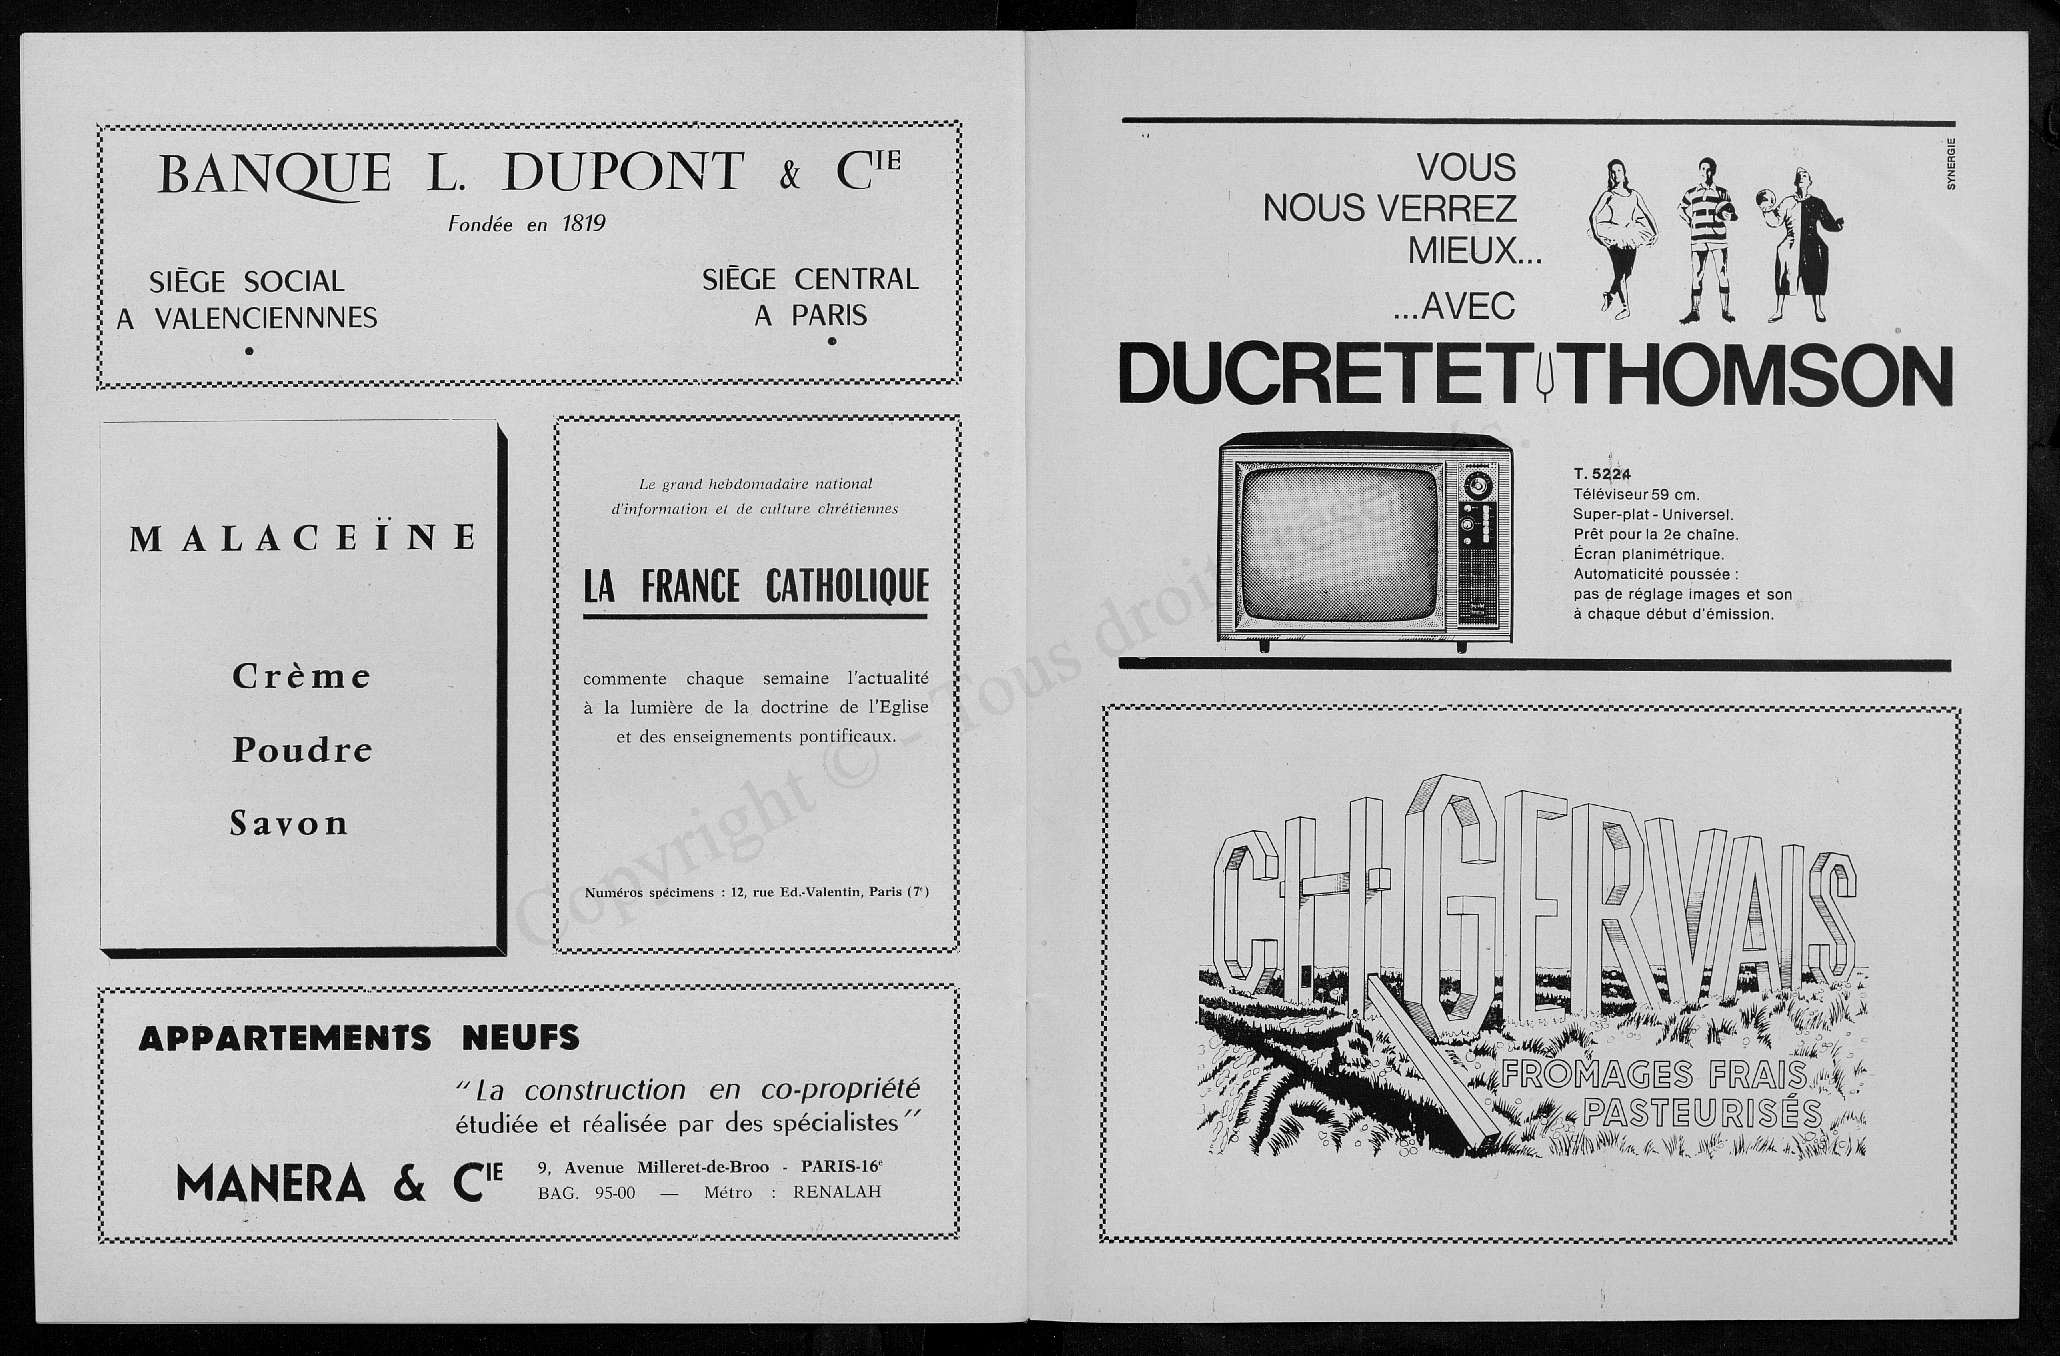 BANQUE L. DUPONT & CIE
Fondée en 1819
SIÈGE SOCIAL
A VALENCIENNNES
SIÈGE CENTRAL
A PARIS
MALACEÏNE
Crème
Poudre
Savon
Le grand hebdomadaire national
d'information et de culture chrétiennes
LA FRANCE CATHOLIQUE
commente chaque semaine l'actualité
à la lumière de la doctrine de l'Eglise
et des enseignements pontificaux.
Numéros spécimens : 12, rue Ed.-Valentin, Paris (7e)
APPARTEMENTS NEUFS
"La construction en co-propriété
étudiée et réalisée par des spécialistes"
MANERA & CIE
9, Avenue Milleret-de-Broo - PARIS-16e
BAG. 95-00 — Métro : RENALAH
VOUS
NOUS VERREZ
MIEUX...
...AVEC
SYNERGIE
DUCRETET THOMSON
T. 5224
Téléviseur 59 cm.
Super-plat - Universel.
Prêt pour la 2e chaîne.
Écran planimétrique.
Automaticité poussée :
pas de réglage images et son
à chaque début d'émission.
CH. GERVAIS
FROMAGES FRAIS
PASTEURISÉS
Copyright © - Tous droits